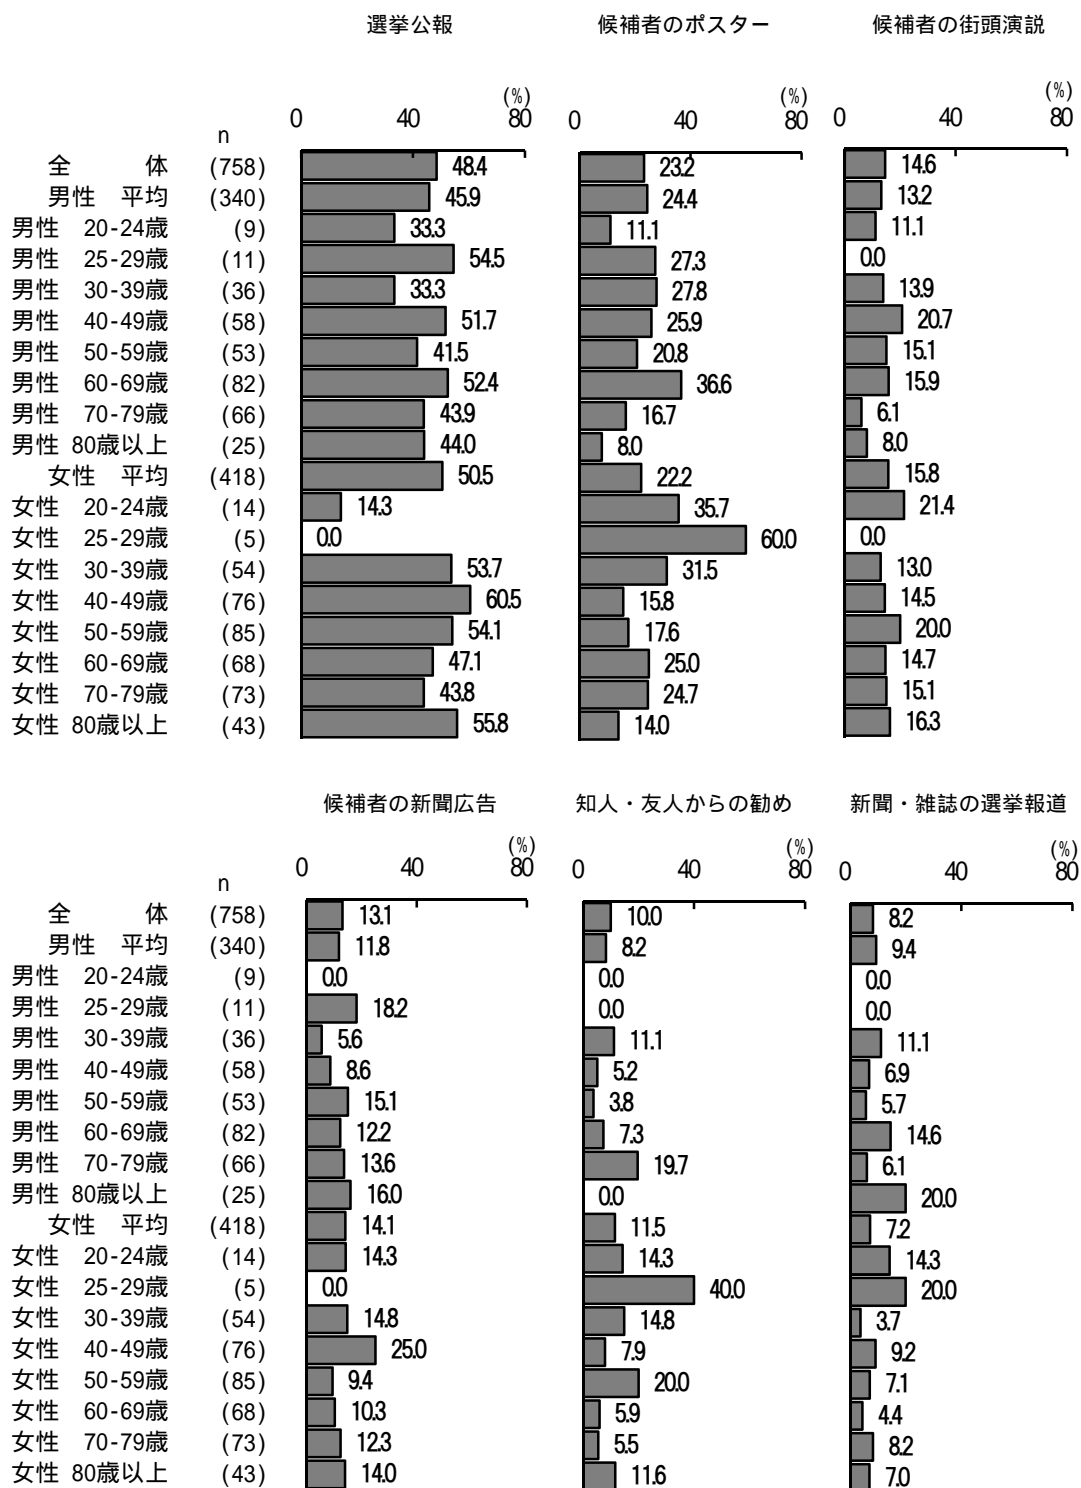 選挙公報 候補者のポスター 候補者の街頭演説
(%) (%) (%)
0 40 80 0 40 80 0 40 80
n
全 体 (758) 48.4 23.2 14.6
男性 平均 (340) 45.9 24.4 13.2
男性 20-24歳 (9) 33.3 11.1 11.1
男性 25-29歳 (11) 54.5 27.3 0.0
男性 30-39歳 (36) 33.3 27.8 13.9
男性 40-49歳 (58) 51.7 25.9 20.7
男性 50-59歳 (53) 41.5 20.8 15.1
男性 60-69歳 (82) 52.4 36.6 15.9
男性 70-79歳 (66) 43.9 16.7 6.1
男性 80歳以上 (25) 44.0 8.0 8.0
女性 平均 (418) 50.5 22.2 15.8
女性 20-24歳 (14) 14.3 35.7 21.4
女性 25-29歳 (5) 0.0 60.0 0.0
女性 30-39歳 (54) 53.7 31.5 13.0
女性 40-49歳 (76) 60.5 15.8 14.5
女性 50-59歳 (85) 54.1 17.6 20.0
女性 60-69歳 (68) 47.1 25.0 14.7
女性 70-79歳 (73) 43.8 24.7 15.1
女性 80歳以上 (43) 55.8 14.0 16.3
候補者の新聞広告 知人・友人からの勧め 新聞・雑誌の選挙報道
(%) (%) (%)
0 40 80 0 40 80 0 40 80
n
全 体 (758) 13.1 10.0 8.2
男性 平均 (340) 11.8 8.2 9.4
男性 20-24歳 (9) 0.0 0.0 0.0
男性 25-29歳 (11) 18.2 0.0 0.0
男性 30-39歳 (36) 5.6 11.1 11.1
男性 40-49歳 (58) 8.6 5.2 6.9
男性 50-59歳 (53) 15.1 3.8 5.7
男性 60-69歳 (82) 12.2 7.3 14.6
男性 70-79歳 (66) 13.6 19.7 6.1
男性 80歳以上 (25) 16.0 0.0 20.0
女性 平均 (418) 14.1 11.5 7.2
女性 20-24歳 (14) 14.3 14.3 14.3
女性 25-29歳 (5) 0.0 40.0 20.0
女性 30-39歳 (54) 14.8 14.8 3.7
女性 40-49歳 (76) 25.0 7.9 9.2
女性 50-59歳 (85) 9.4 20.0 7.1
女性 60-69歳 (68) 10.3 5.9 4.4
女性 70-79歳 (73) 12.3 5.5 8.2
女性 80歳以上 (43) 14.0 11.6 7.0